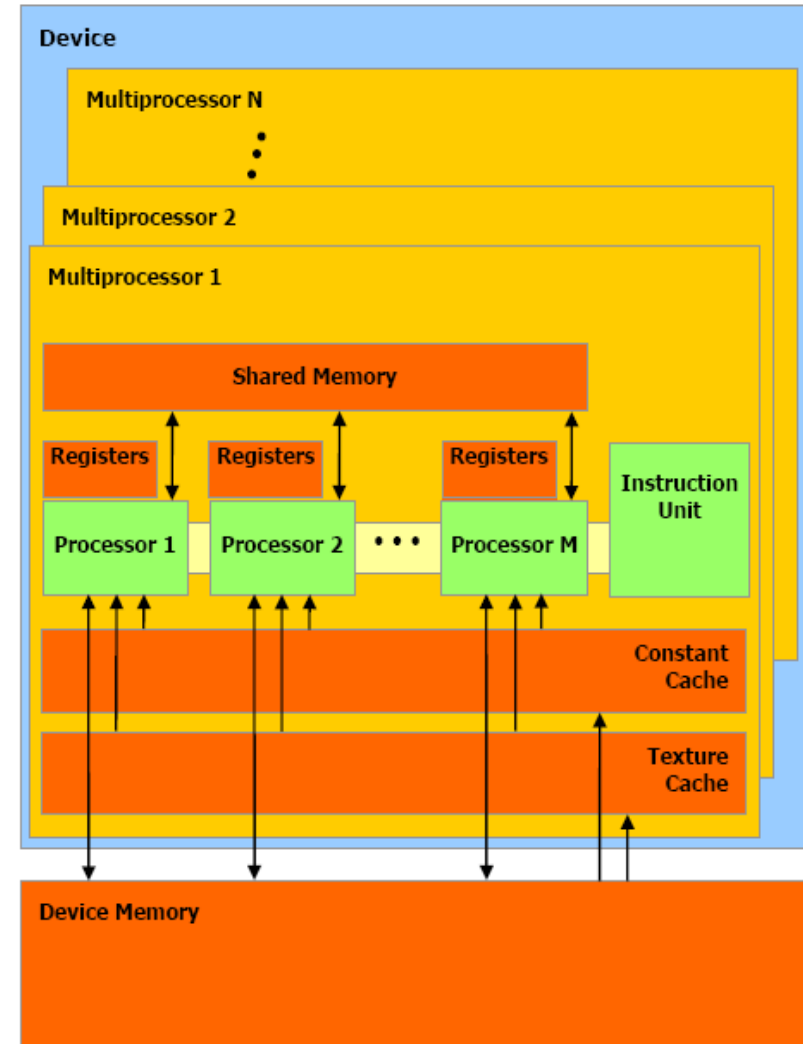 Device
Multiprocessor N
Multiprocessor 2
Multiprocessor 1
Shared Memory
Registers
Registers
Registers
Instruction
Unit
Processor 1
Processor 2
Processor M
Constant
Cache
Texture
Cache
Device Memory